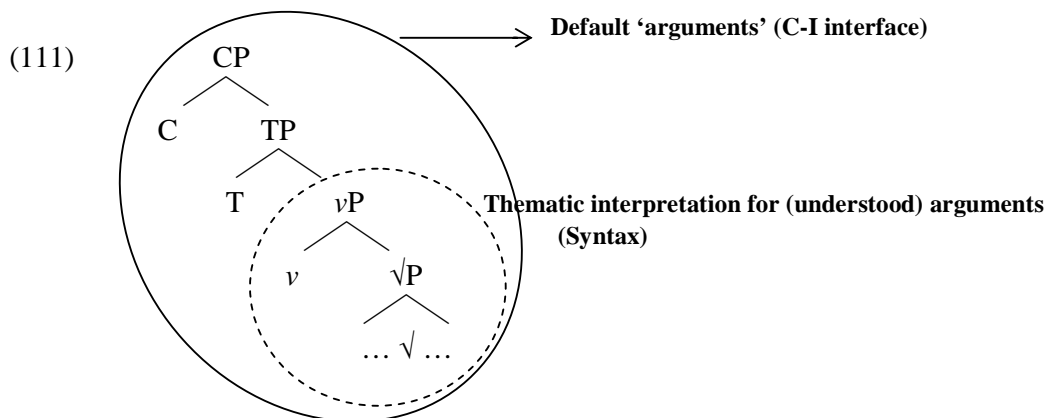 Default ‘arguments’ (C-I interface)
(111)
CP
C TP
T vP
Thematic interpretation for (understood) arguments
(Syntax)
v √P
… √ …